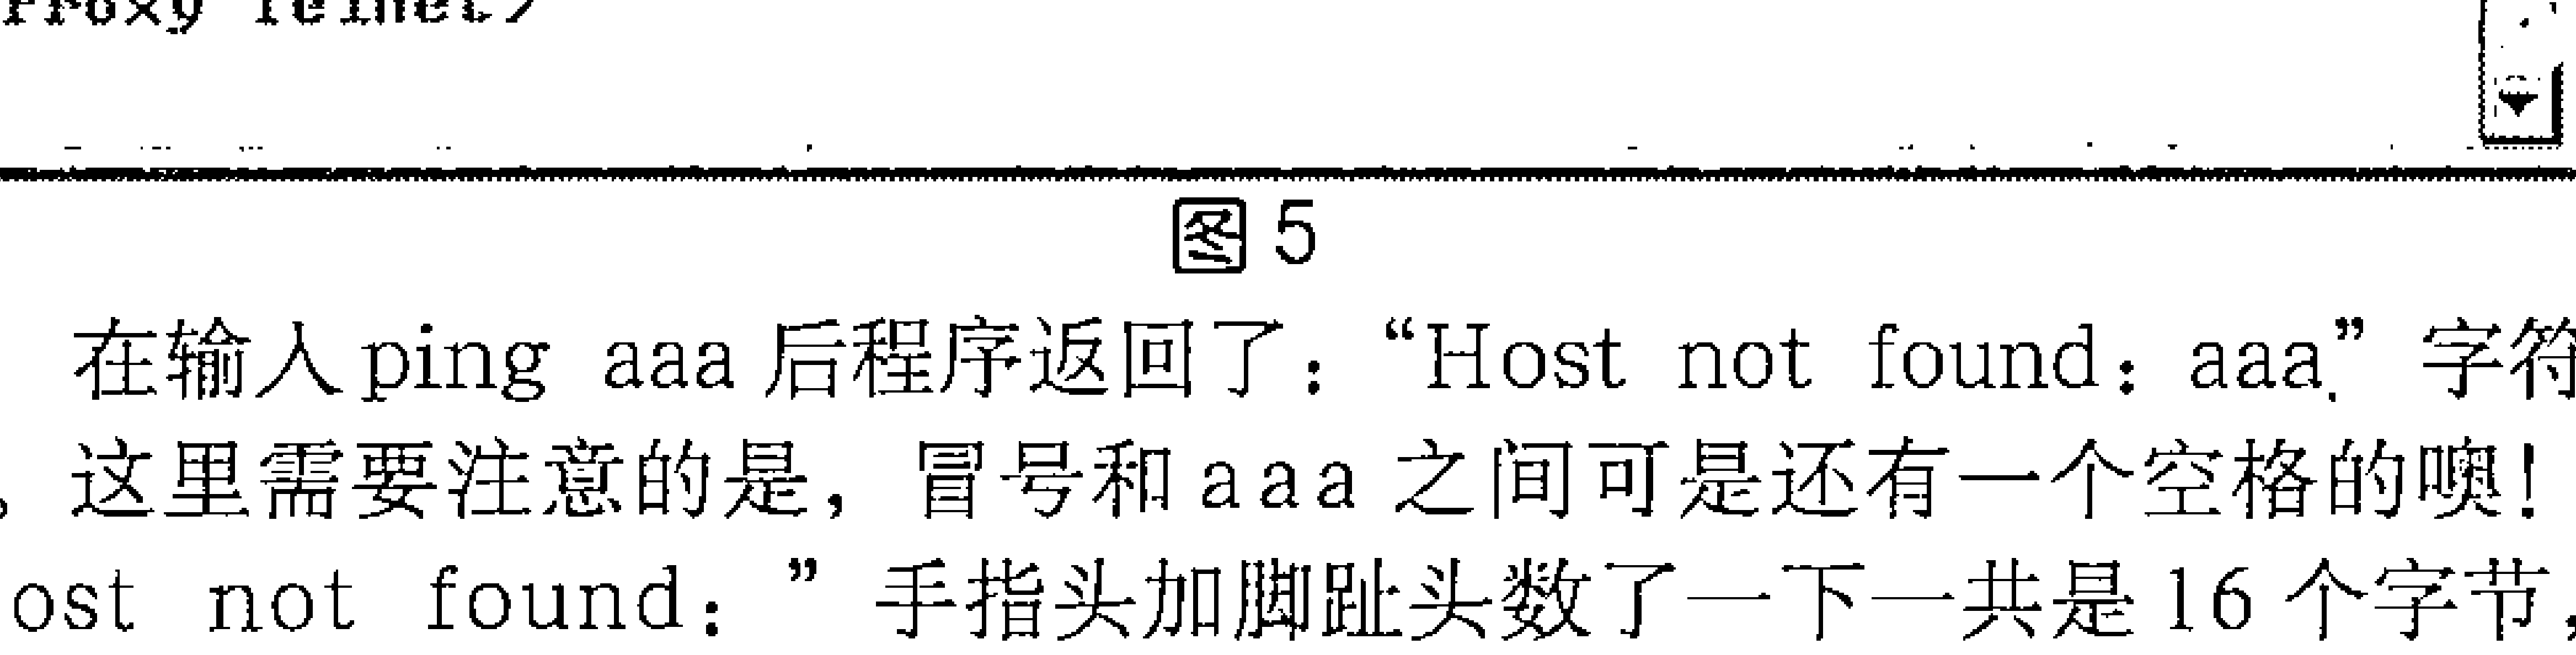 Proxy Telnet>
图5
在输入ping aaa后程序返回了：“Host not found：aaa.”字符
。这里需要注意的是，冒号和aaa之间可是还有一个空格的噢！
ost not found：”手指头加脚趾头数了一下一共是16个字节，